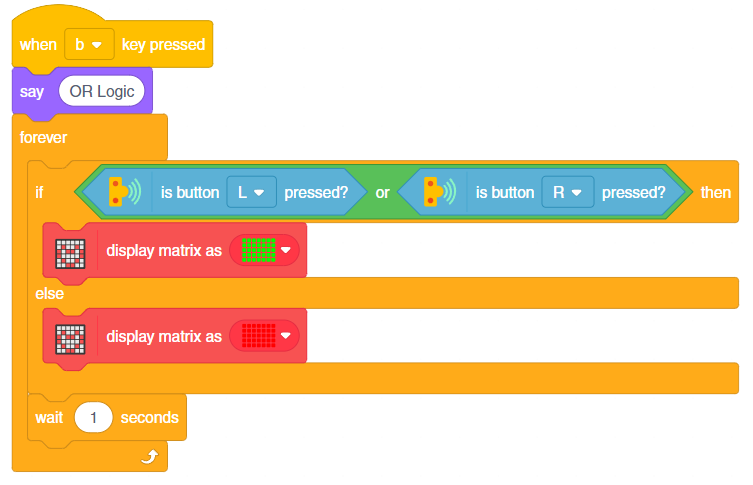 when b key pressed
say OR Logic
forever
if is button L pressed? or is button R pressed? then
display matrix as
else
display matrix as
wait 1 seconds